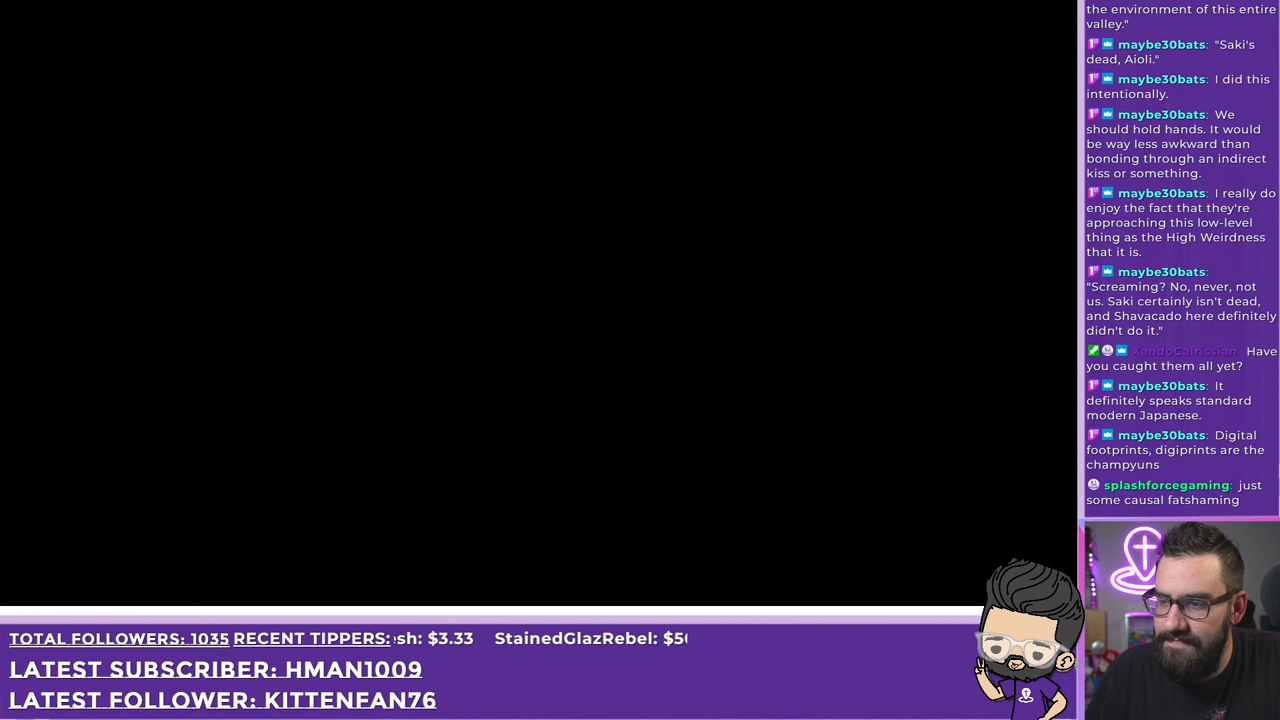 the environment of this entire
valley."
maybe30bats: "Saki's
dead, Aioli."
maybe30bats: I did this
intentionally.
maybe30bats: We
should hold hands. It would
be way less awkward than
bonding through an indirect
kiss or something.
maybe30bats: I really do
enjoy the fact that they're
approaching this low-level
thing as the High Weirdness
that it is.
maybe30bats:
"Screaming? No, never, not
us. Saki certainly isn't dead,
and Shavacado here definitely
didn't do it."
XandoCalrissian: Have
you caught them all yet?
maybe30bats: It
definitely speaks standard
modern Japanese.
maybe30bats: Digital
footprints, digiprints are the
champyuns
splashforcegaming: just
some causal fatshaming
TOTAL FOLLOWERS: 1035 RECENT TIPPERS: sh: $3.33 StainedGlazRebel: $5
LATEST SUBSCRIBER: HMAN1009
LATEST FOLLOWER: KITTENFAN76